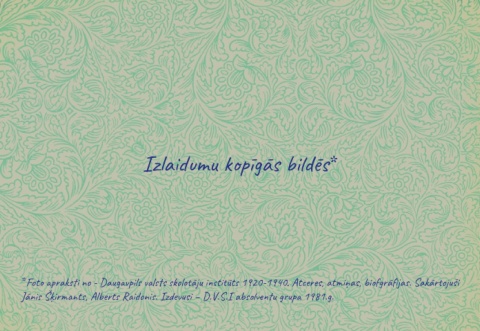 Izlaidumu kopīgās bildēs*
*Foto apraksti no - Daugavpils valsts skolotāju institūts 1920-1940. Atceres, atmiņas, biogrāfijas. Sakārtojuši
Jānis Škirmants, Alberts Raidonis. Izdevusi – D.V.S.I absolventu grupa 1981.g.